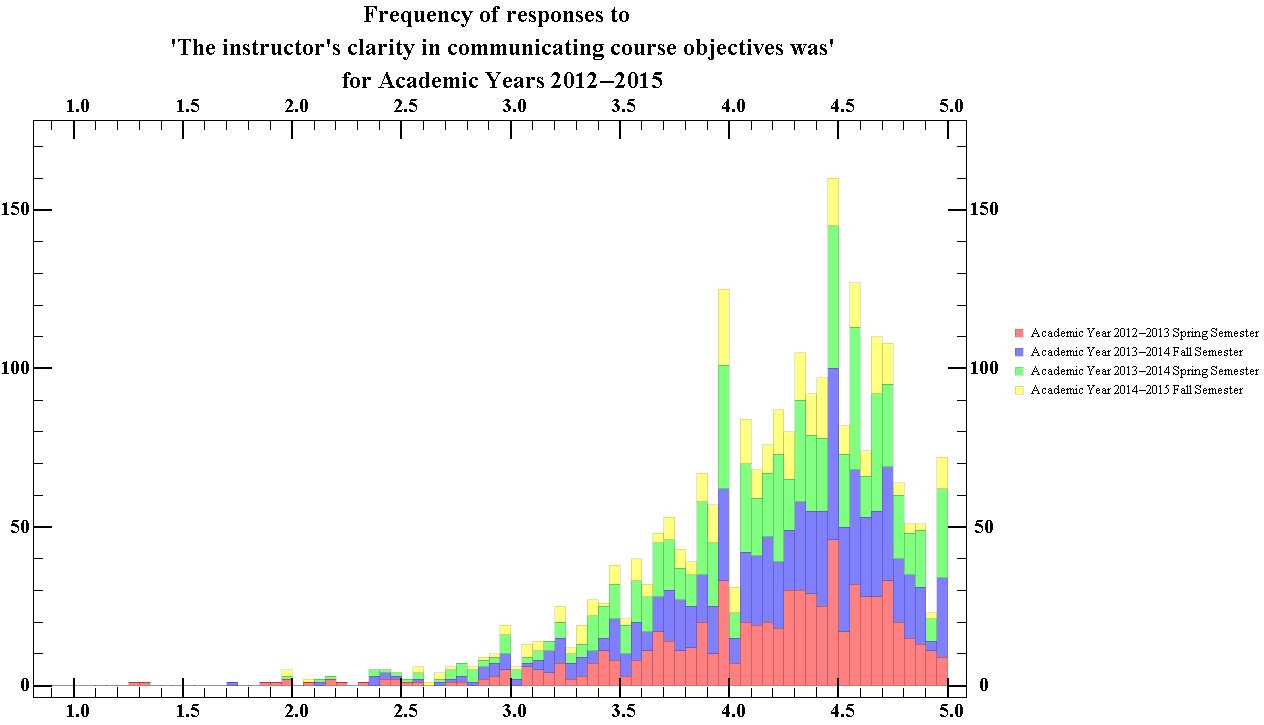 Frequency of responses to
'The instructor's clarity in communicating course objectives was'
for Academic Years 2012−2015
1.0 1.5 2.0 2.5 3.0 3.5 4.0 4.5 5.0
150 150
100 100
50 50
0 0
1.0 1.5 2.0 2.5 3.0 3.5 4.0 4.5 5.0
Academic Year 2012−2013 Spring Semester
Academic Year 2013−2014 Fall Semester
Academic Year 2013−2014 Spring Semester
Academic Year 2014−2015 Fall Semester